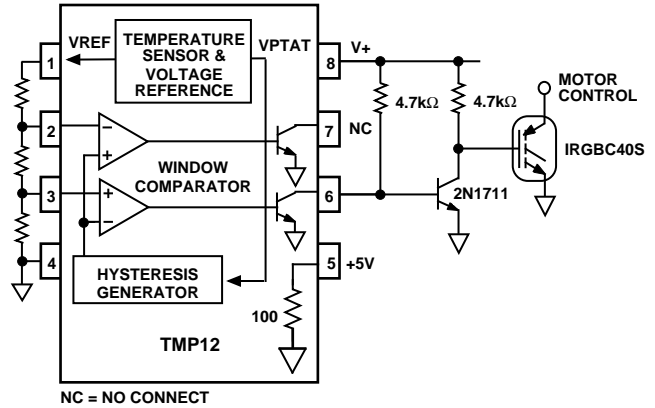 VREF
TEMPERATURE
SENSOR &
VOLTAGE
REFERENCE
VPTAT
V+
1
8
4.7kΩ
4.7kΩ
MOTOR
CONTROL
2
7
NC
IRGBC40S
WINDOW
COMPARATOR
3
6
2N1711
4
5
+5V
HYSTERESIS
GENERATOR
100
TMP12
NC = NO CONNECT